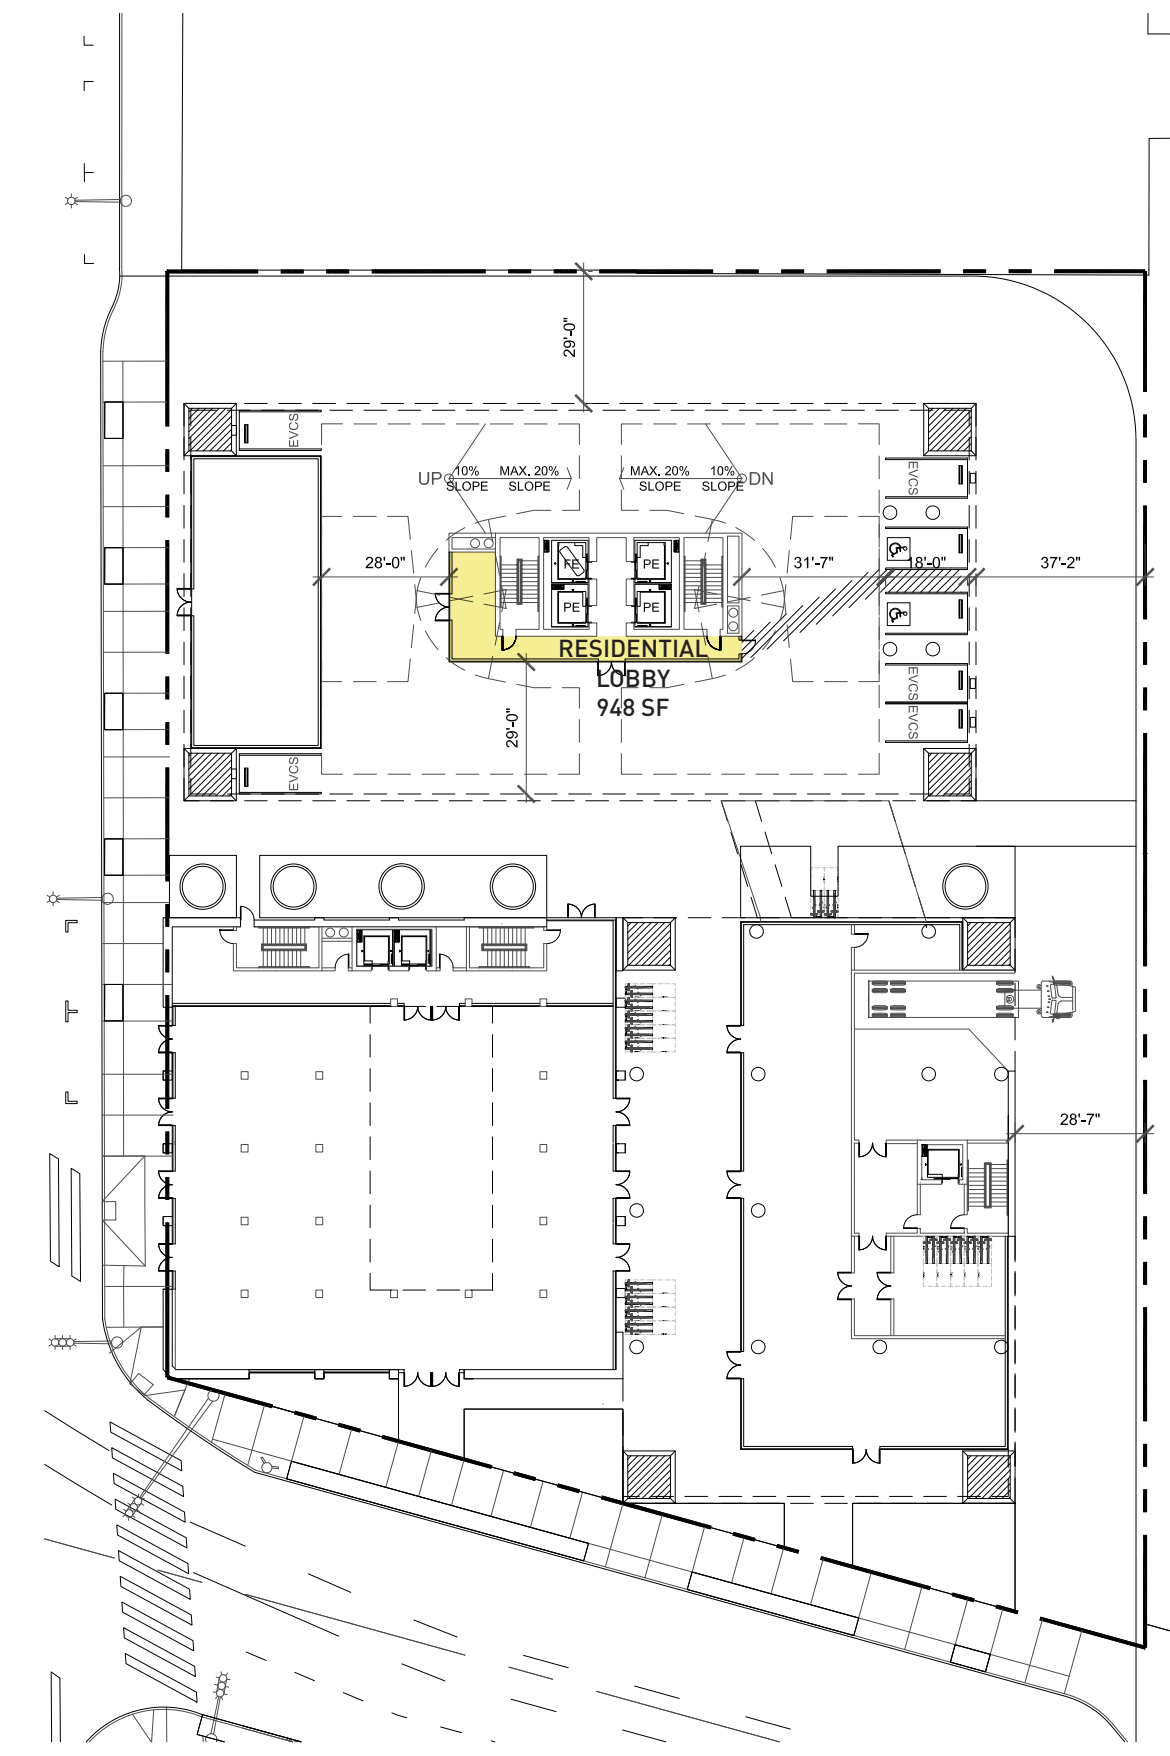 29'-0"
EVCS
EVCS
UP
10%
SLOPE
MAX. 20%
SLOPE
MAX. 20%
SLOPE
10%
SLOPE
DN
28'-0"
FE
PE
31'-7"
18'-0"
37'-2"
PE
PE
RESIDENTIAL
LOBBY
948 SF
29'-0"
EVCS
EVCS
EVCS
28'-7"